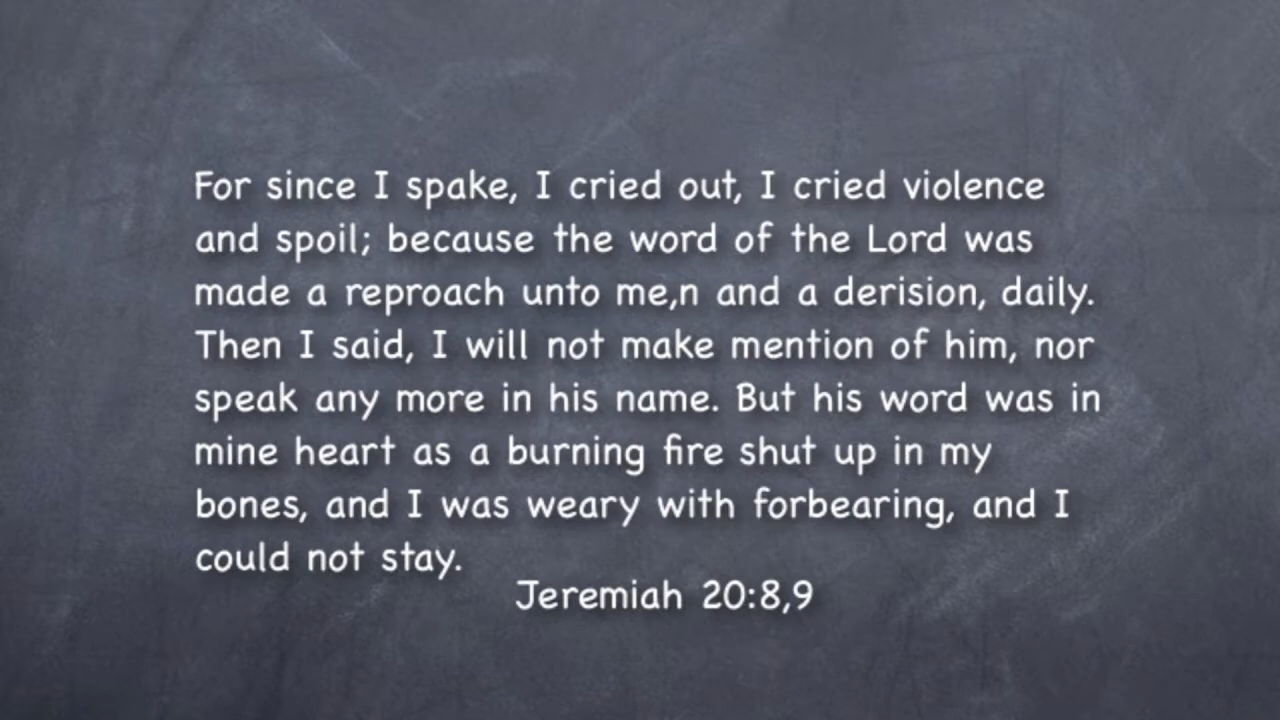 For since I spake, I cried out, I cried violence
and spoil; because the word of the Lord was
made a reproach unto me,n and a derision, daily.
Then I said, I will not make mention of him, nor
speak any more in his name. But his word was in
mine heart as a burning fire shut up in my
bones, and I was weary with forbearing, and I
could not stay.
Jeremiah 20:8,9